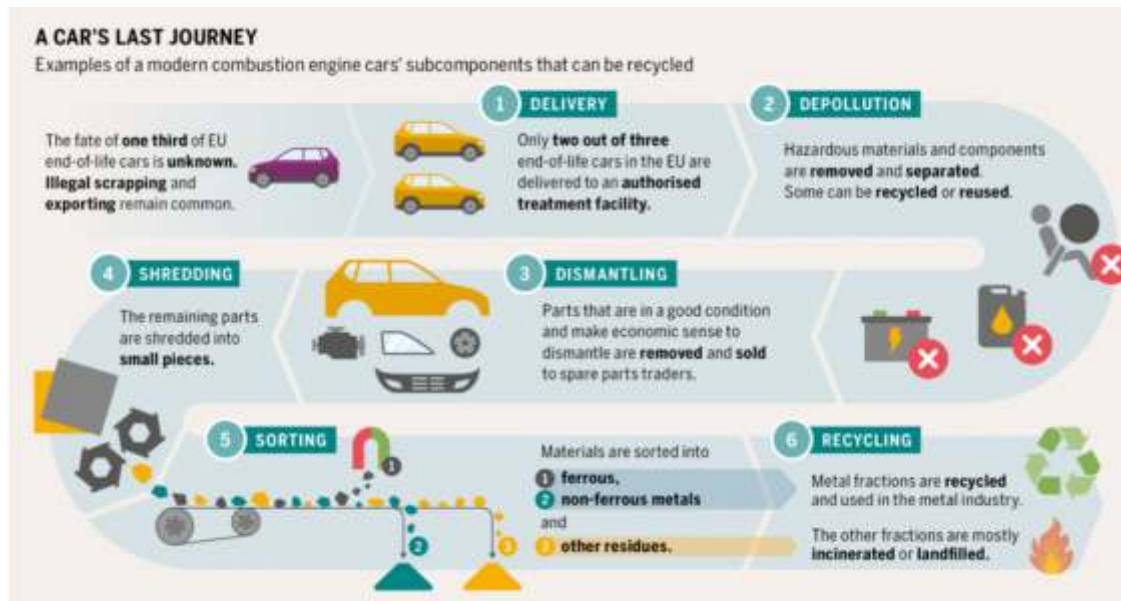 A CAR'S LAST JOURNEY
Examples of a modern combustion engine cars' subcomponents that can be recycled
The fate of one third of EU
end-of-life cars is unknown.
Illegal scrapping and
exporting remain common.
1 DELIVERY
Only two out of three
end-of-life cars in the EU are
delivered to an authorised
treatment facility.
2 DEPOLLUTION
Hazardous materials and components
are removed and separated.
Some can be recycled or reused.
3 DISMANTLING
Parts that are in a good condition
and make economic sense to
dismantle are removed and sold
to spare parts traders.
4 SHREDDING
The remaining parts
are shredded into
small pieces.
5 SORTING
1
2
3
Materials are sorted into
1 ferrous,
2 non-ferrous metals
and
3 other residues.
6 RECYCLING
Metal fractions are recycled
and used in the metal industry.
The other fractions are mostly
incinerated or landfilled.